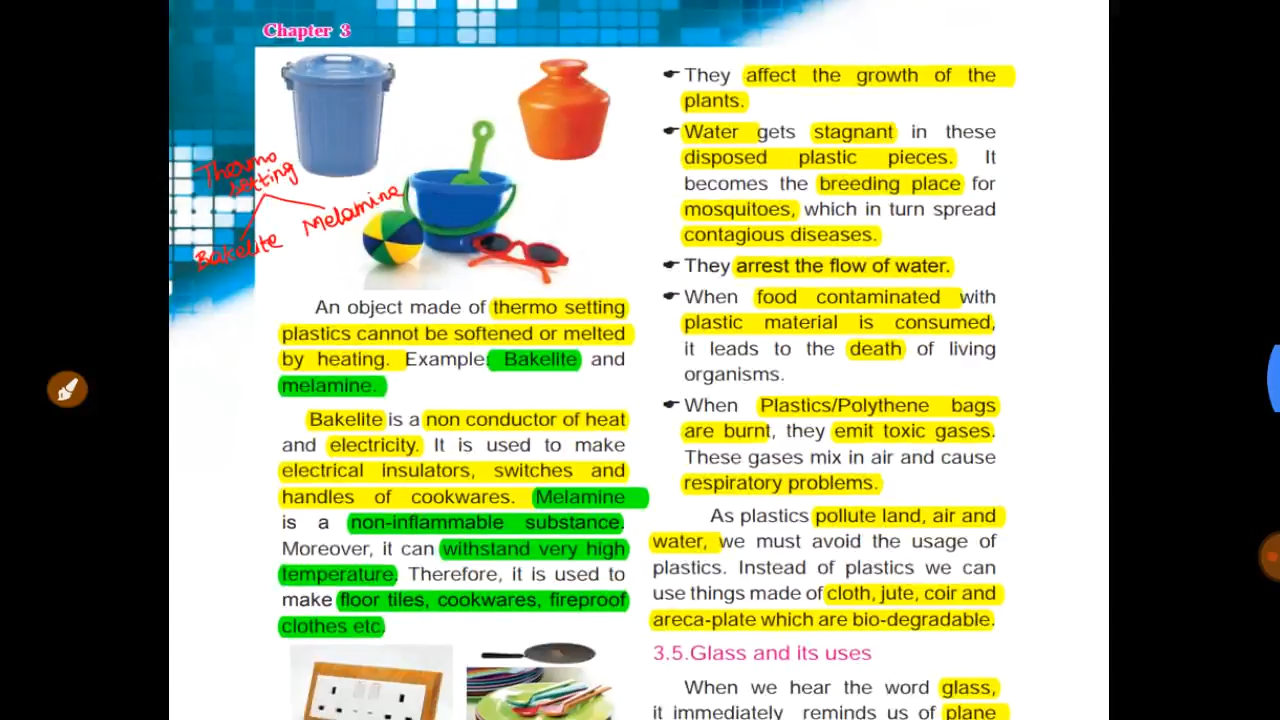 Chapter 3
Thermo
setting
Melamine
Bakelite
An object made of thermo setting
plastics cannot be softened or melted
by heating. Example: Bakelite and
melamine.
Bakelite is a non conductor of heat
and electricity. It is used to make
electrical insulators, switches and
handles of cookwares. Melamine
is a non-inflammable substance.
Moreover, it can withstand very high
temperature. Therefore, it is used to
make floor tiles, cookwares, fireproof
clothes etc.
☛ They affect the growth of the
plants.
☛ Water gets stagnant in these
disposed plastic pieces. It
becomes the breeding place for
mosquitoes, which in turn spread
contagious diseases.
☛ They arrest the flow of water.
☛ When food contaminated with
plastic material is consumed,
it leads to the death of living
organisms.
☛ When Plastics/Polythene bags
are burnt, they emit toxic gases.
These gases mix in air and cause
respiratory problems.
As plastics pollute land, air and
water, we must avoid the usage of
plastics. Instead of plastics we can
use things made of cloth, jute, coir and
areca-plate which are bio-degradable.
3.5.Glass and its uses
When we hear the word glass,
it immediately reminds us of plane